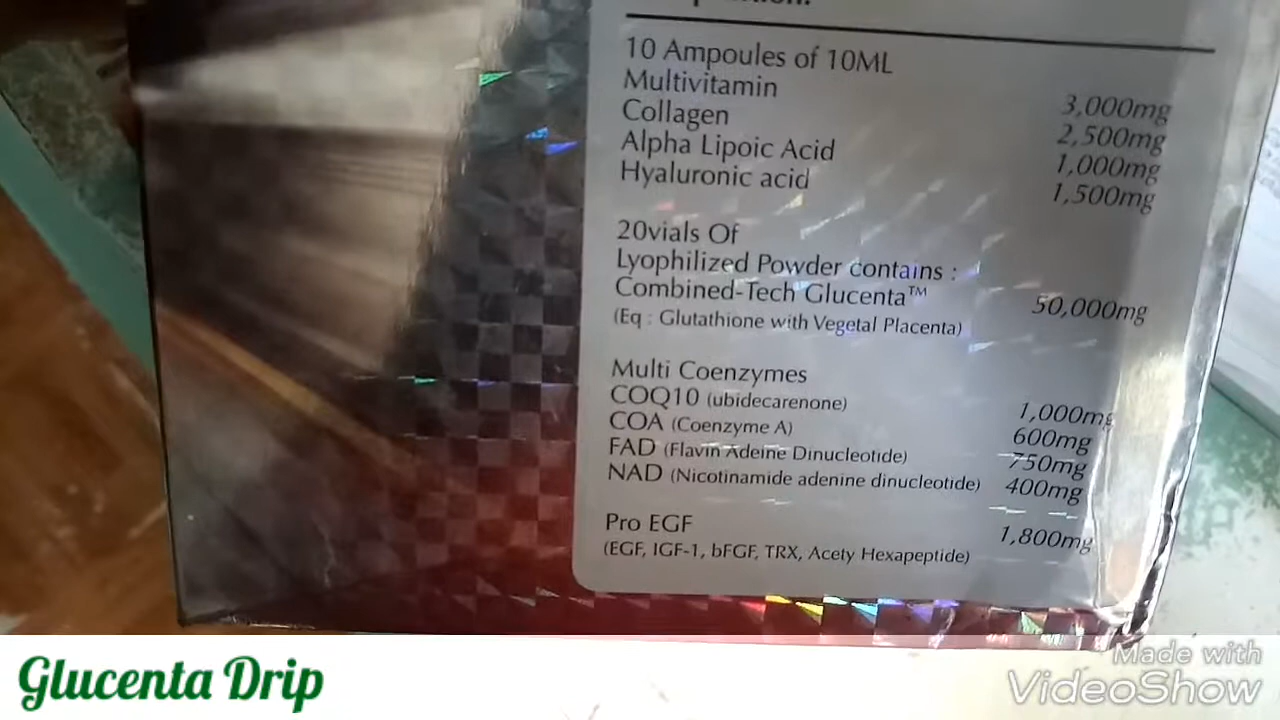 10 Ampoules of 10ML
Multivitamin 3,000mg
Collagen 2,500mg
Alpha Lipoic Acid 1,000mg
Hyaluronic acid 1,500mg
20vials Of
Lyophilized Powder contains :
Combined-Tech Glucenta™ 50,000mg
(Eq : Glutathione with Vegetal Placenta)
Multi Coenzymes
COQ10 (ubidecarenone) 1,000mg
COA (Coenzyme A) 600mg
FAD (Flavin Adeine Dinucleotide) 750mg
NAD (Nicotinamide adenine dinucleotide) 400mg
Pro EGF 1,800mg
(EGF, IGF-1, bFGF, TRX, Acety Hexapeptide)
Glucenta Drip
Made with
VideoShow